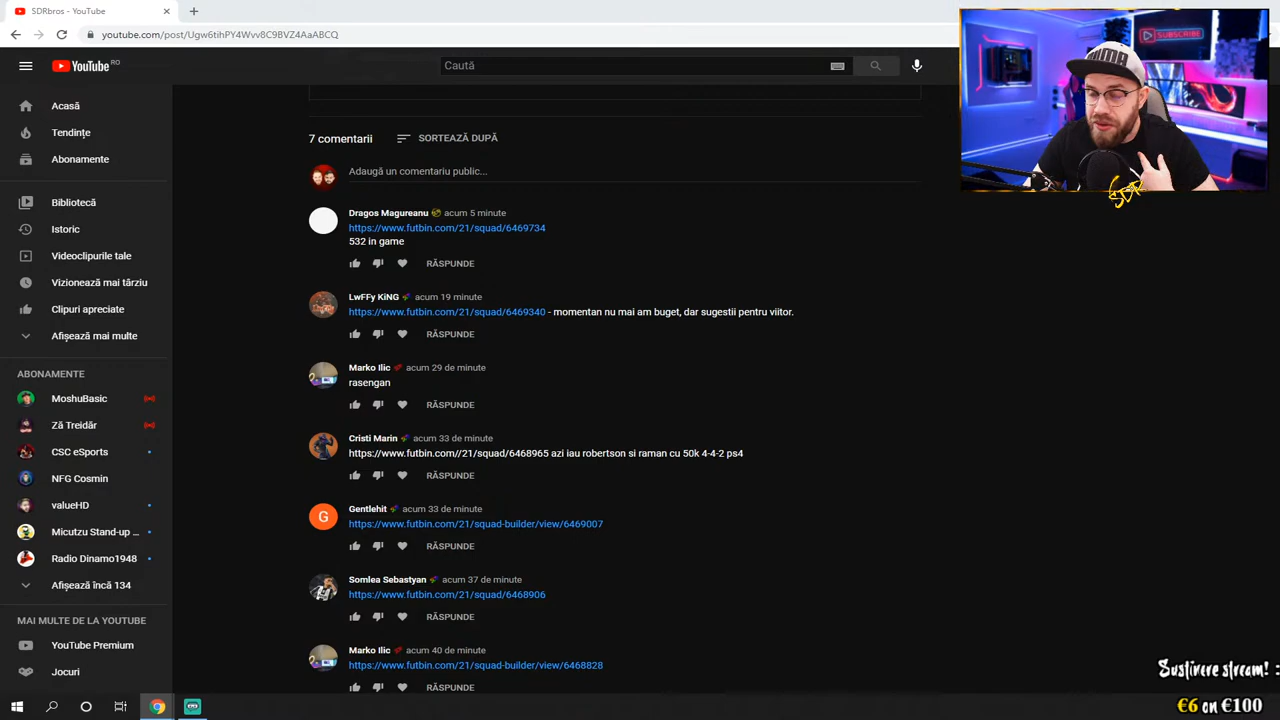 SDRbros - YouTube
youtube.com/post/Ugw6tihPY4Wvv8C9BVZ4AaABCQ
YouTube RO
Caută
SUBSCRIBE
PUMA
SDR
Acasă
Tendințe
Abonamente
Bibliotecă
Istoric
Videoclipurile tale
Vizionează mai târziu
Clipuri apreciate
Afișează mai multe
ABONAMENTE
MoshuBasic
Ză Treidăr
CSC eSports
NFG Cosmin
valueHD
Micutzu Stand-up ...
Radio Dinamo1948
Afișează încă 134
MAI MULTE DE LA YOUTUBE
YouTube Premium
Jocuri
7 comentarii
SORTEAZĂ DUPĂ
Adaugă un comentariu public...
Dragos Magureanu acum 5 minute
https://www.futbin.com/21/squad/6469734
532 in game
RĂSPUNDE
LwFFy KiNG acum 19 minute
https://www.futbin.com/21/squad/6469340 - momentan nu mai am buget, dar sugestii pentru viitor.
RĂSPUNDE
Marko Ilic acum 29 de minute
rasengan
RĂSPUNDE
Cristi Marin acum 33 de minute
https://www.futbin.com//21/squad/6468965 azi iau robertson si raman cu 50k 4-4-2 ps4
RĂSPUNDE
G
Gentlehit acum 33 de minute
https://www.futbin.com/21/squad-builder/view/6469007
RĂSPUNDE
Somlea Sebastyan acum 37 de minute
https://www.futbin.com/21/squad/6468906
RĂSPUNDE
Marko Ilic acum 40 de minute
https://www.futbin.com/21/squad-builder/view/6468828
RĂSPUNDE
Sustinere stream! :
€6 on €100